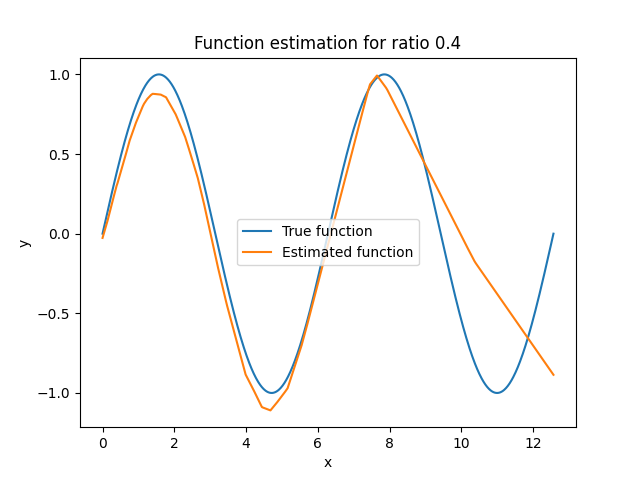 Function estimation for ratio 0.4
1.0
0.5
0.0
−0.5
−1.0
y
True function
Estimated function
0 2 4 6 8 10 12
x